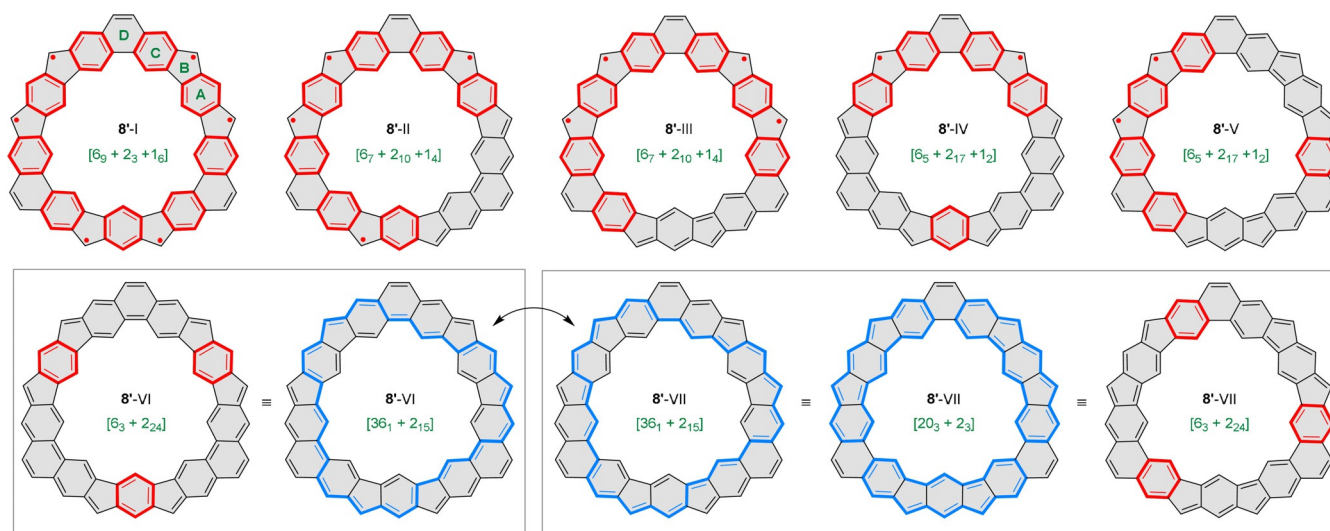 D
C
B
A
8'-I
[6₉ + 2₃ +1₆]
8'-II
[6₇ + 2₁₀ +1₄]
8'-III
[6₇ + 2₁₀ +1₄]
8'-IV
[6₅ + 2₁₇ +1₂]
8'-V
[6₅ + 2₁₇ +1₂]
8'-VI
[6₃ + 2₂₄]
≡
8'-VI
[36₁ + 2₁₅]
8'-VII
[36₁ + 2₁₅]
≡
8'-VII
[20₃ + 2₃]
≡
8'-VII
[6₃ + 2₂₄]